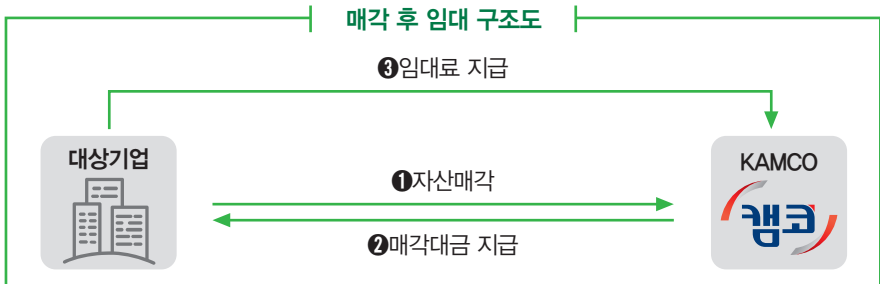 매각 후 임대 구조도
❸임대료 지급
대상기업
❶자산매각
❷매각대금 지급
KAMCO
캠코